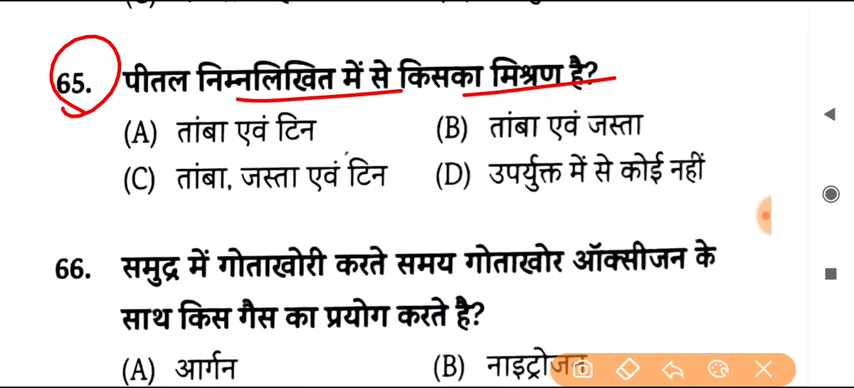 65. पीतल निम्नलिखित में से किसका मिश्रण है?
(A) तांबा एवं टिन (B) तांबा एवं जस्ता
(C) तांबा, जस्ता एवं टिन (D) उपर्युक्त में से कोई नहीं
66. समुद्र में गोताखोरी करते समय गोताखोर ऑक्सीजन के
साथ किस गैस का प्रयोग करते है?
(A) आर्गन (B) नाइट्रोजन